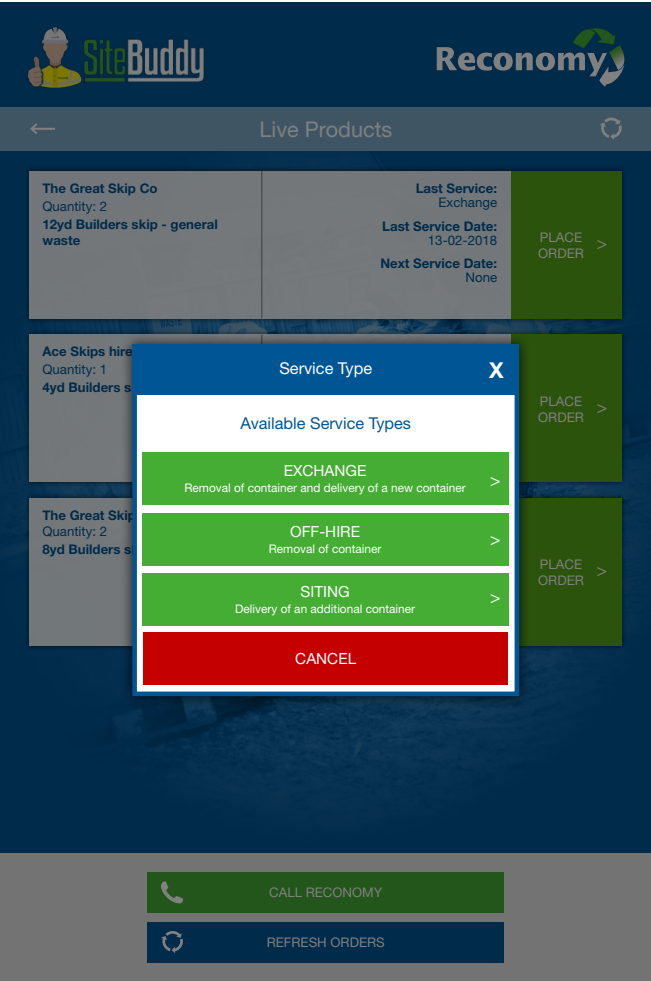 SiteBuddy
Reconomy
←
Live Products
The Great Skip Co
Quantity: 2
12yd Builders skip - general
waste
Last Service:
Exchange
Last Service Date:
13-02-2018
Next Service Date:
None
PLACE
ORDER >
Ace Skips hire
Quantity: 1
4yd Builders
PLACE
ORDER >
The Great
Quantity: 2
8yd Builders
PLACE
ORDER >
Service Type
X
Available Service Types
EXCHANGE
Removal of container and delivery of a new container
>
OFF-HIRE
Removal of container
>
SITING
Delivery of an additional container
>
CANCEL
CALL RECONOMY
REFRESH ORDERS